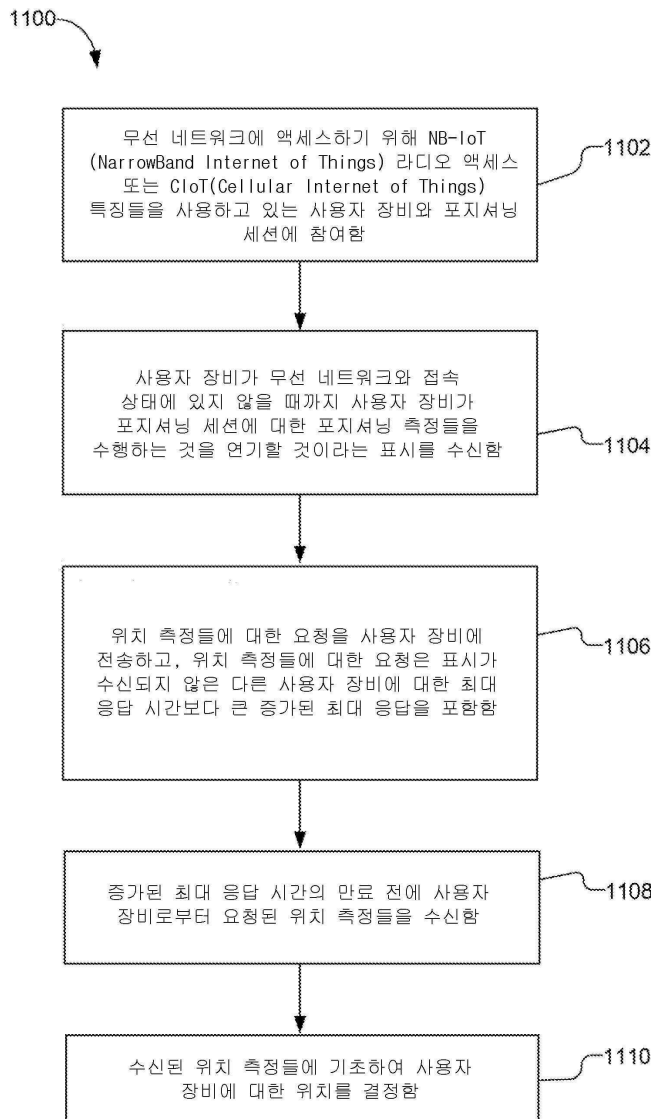 1100
무선 네트워크에 액세스하기 위해 NB-IoT
(NarrowBand Internet of Things) 라디오 액세스
또는 CIoT(Cellular Internet of Things)
특징들을 사용하고 있는 사용자 장비와 포지셔닝
세션에 참여함
1102
사용자 장비가 무선 네트워크와 접속
상태에 있지 않을 때까지 사용자 장비가
포지셔닝 세션에 대한 포지셔닝 측정들을
수행하는 것을 연기할 것이라는 표시를 수신함
1104
위치 측정들에 대한 요청을 사용자 장비에
전송하고, 위치 측정들에 대한 요청은 표시가
수신되지 않은 다른 사용자 장비에 대한 최대
응답 시간보다 큰 증가된 최대 응답을 포함함
1106
증가된 최대 응답 시간의 만료 전에 사용자
장비로부터 요청된 위치 측정들을 수신함
1108
수신된 위치 측정들에 기초하여 사용자
장비에 대한 위치를 결정함
1110